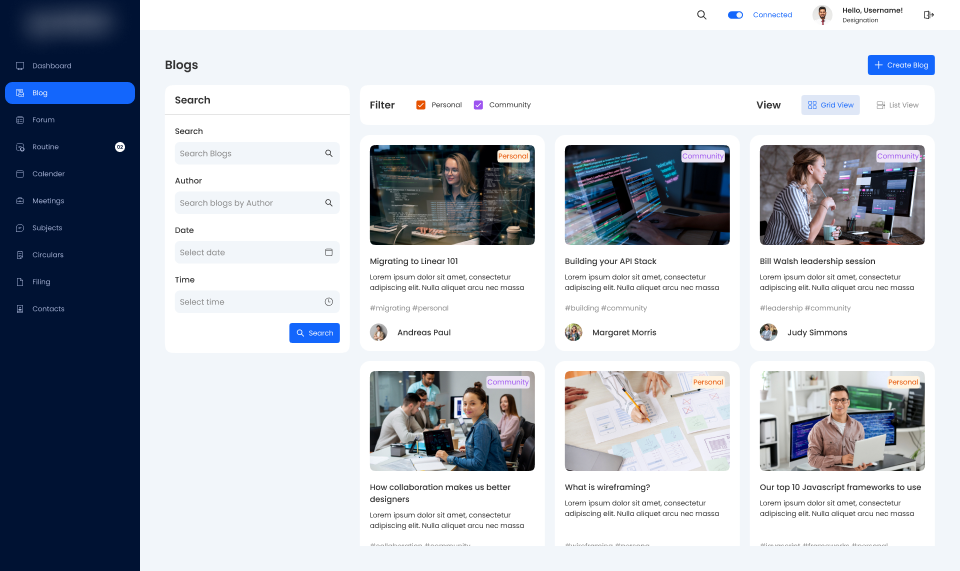 Connected
Hello, Username!
Designation
Dashboard
Blog
Forum
Routine
02
Calender
Meetings
Subjects
Circulars
Filing
Contacts
Blogs
Create Blog
Search
Search
Search Blogs
Author
Search blogs by Author
Date
Select date
Time
Select time
Search
Filter
Personal
Community
View
Grid View
List View
Personal
Migrating to Linear 101
Lorem ipsum dolor sit amet, consectetur
adipiscing elit. Nulla aliquet arcu nec massa
#migrating #personal
Andreas Paul
Community
Building your API Stack
Lorem ipsum dolor sit amet, consectetur
adipiscing elit. Nulla aliquet arcu nec massa
#building #community
Margaret Morris
Community
Bill Walsh leadership session
Lorem ipsum dolor sit amet, consectetur
adipiscing elit. Nulla aliquet arcu nec massa
#leadership #community
Judy Simmons
Community
How collaboration makes us better
designers
Lorem ipsum dolor sit amet, consectetur
adipiscing elit. Nulla aliquet arcu nec massa
#collaboration #community
Personal
What is wireframing?
Lorem ipsum dolor sit amet, consectetur
adipiscing elit. Nulla aliquet arcu nec massa
Personal
Our top 10 Javascript frameworks to use
Lorem ipsum dolor sit amet, consectetur
adipiscing elit. Nulla aliquet arcu nec massa